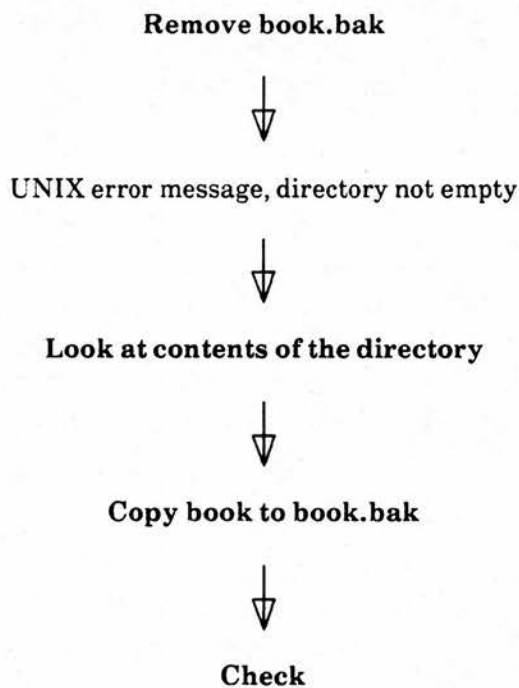 Remove book.bak
UNIX error message, directory not empty
Look at contents of the directory
Copy book to book.bak
Check